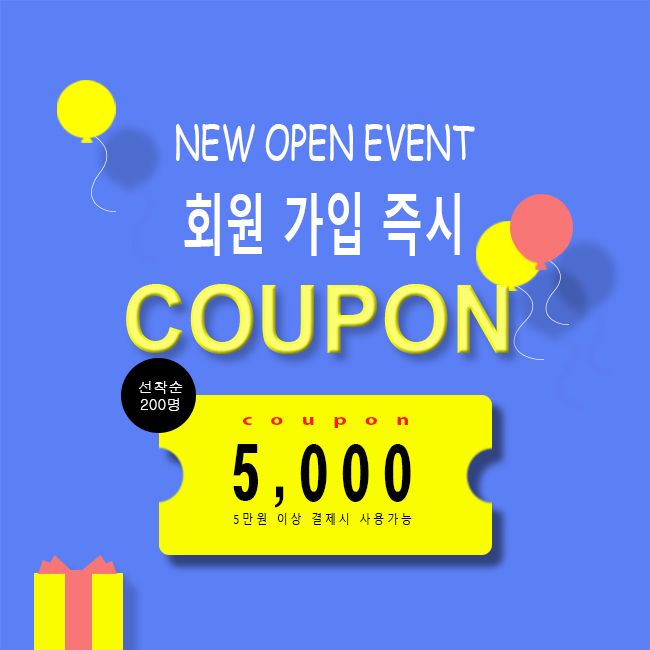 NEW OPEN EVENT
회원 가입 즉시
COUPON
선착순
200명
coupon
5,000
5만원 이상 결제시 사용가능